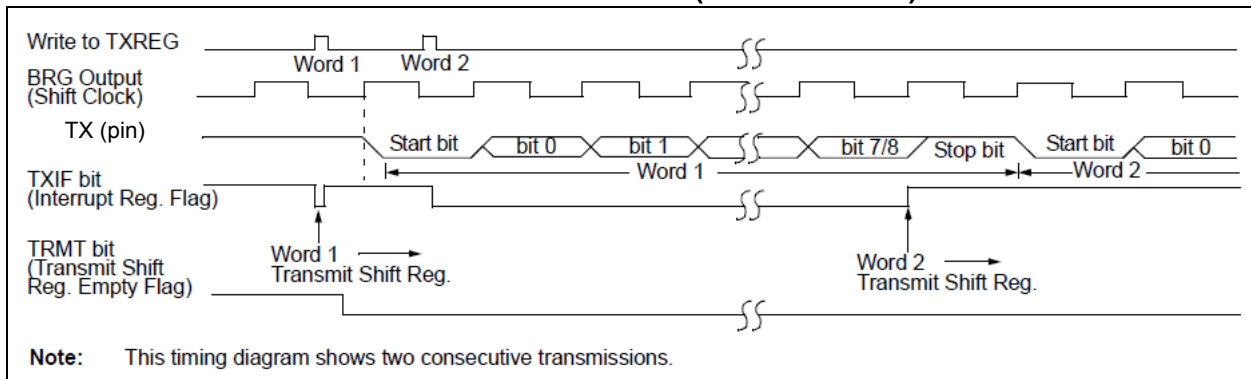 Write to TXREG
Word 1
Word 2
BRG Output
(Shift Clock)
TX (pin)
Start bit
bit 0
bit 1
bit 7/8
Stop bit
Start bit
bit 0
Word 1
Word 2
TXIF bit
(Interrupt Reg. Flag)
TRMT bit
(Transmit Shift
Reg. Empty Flag)
Word 1
Transmit Shift Reg.
Word 2
Transmit Shift Reg.
Note: This timing diagram shows two consecutive transmissions.